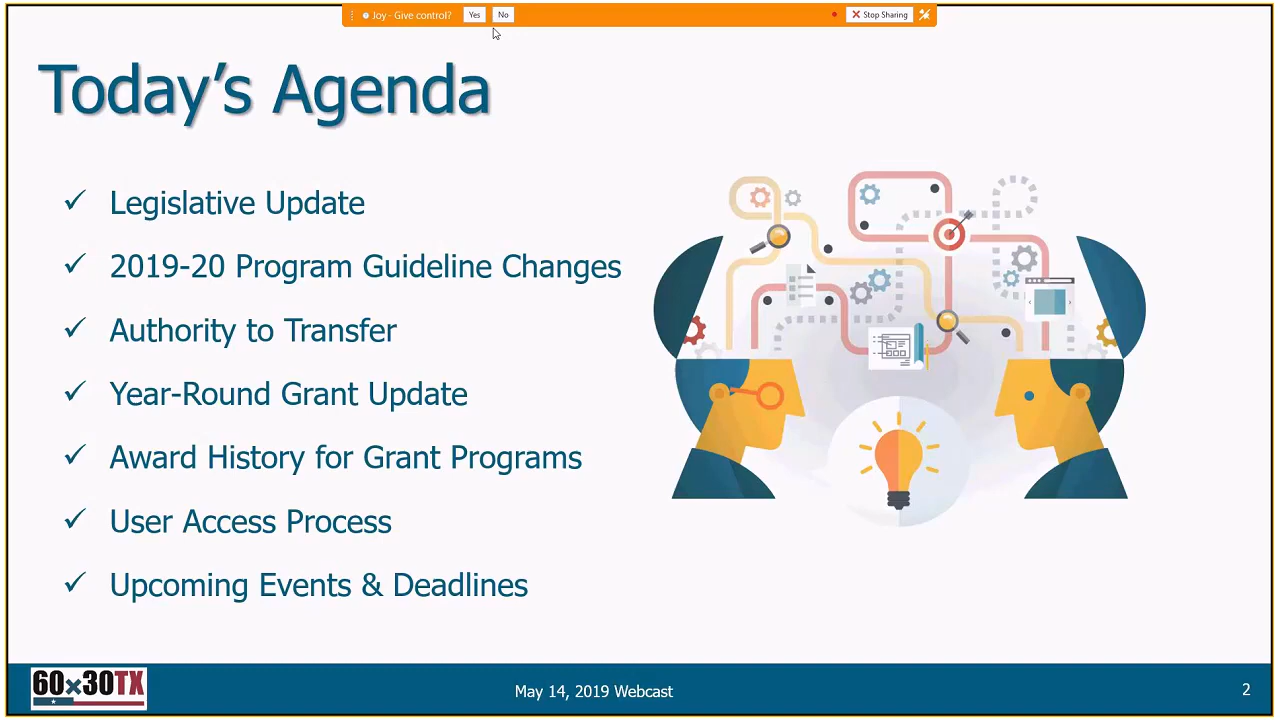 Joy - Give control? Yes No Stop Sharing
Today's Agenda
✓ Legislative Update
✓ 2019-20 Program Guideline Changes
✓ Authority to Transfer
✓ Year-Round Grant Update
✓ Award History for Grant Programs
✓ User Access Process
✓ Upcoming Events & Deadlines
60x30TX
May 14, 2019 Webcast
2